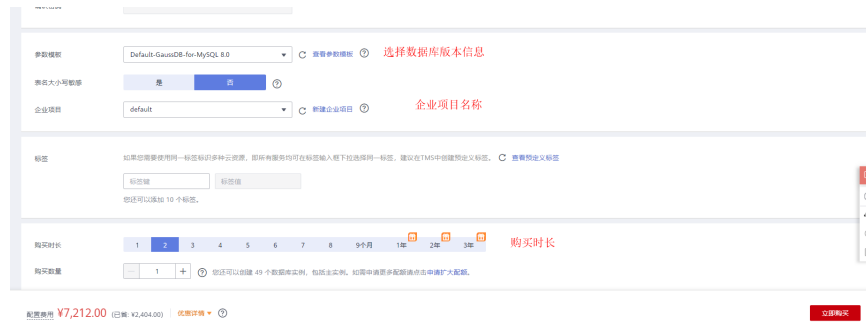 参数模板 Default-GaussDB-for-MySQL 8.0 查看参数模板 选择数据库版本信息
表名大小写敏感 是 否
企业项目 default 新建企业项目 企业项目名称
标签 如果您需要使用同一标签标识多种云资源，即所有服务均可在标签输入框下拉选择同一标签，建议在TMS中创建预定义标签。 查看预定义标签
标签键 标签值
您还可以添加 10 个标签。
购买时长 1 2 3 4 5 6 7 8 9个月 1年 2年 3年 购买时长
购买数量 1 您还可以创建 49 个数据库实例，包括主实例。如需申请更多配额请点击申请扩大配额。
配置费用 ¥7,212.00 (已省: ¥2,404.00) 优惠详情 立即购买